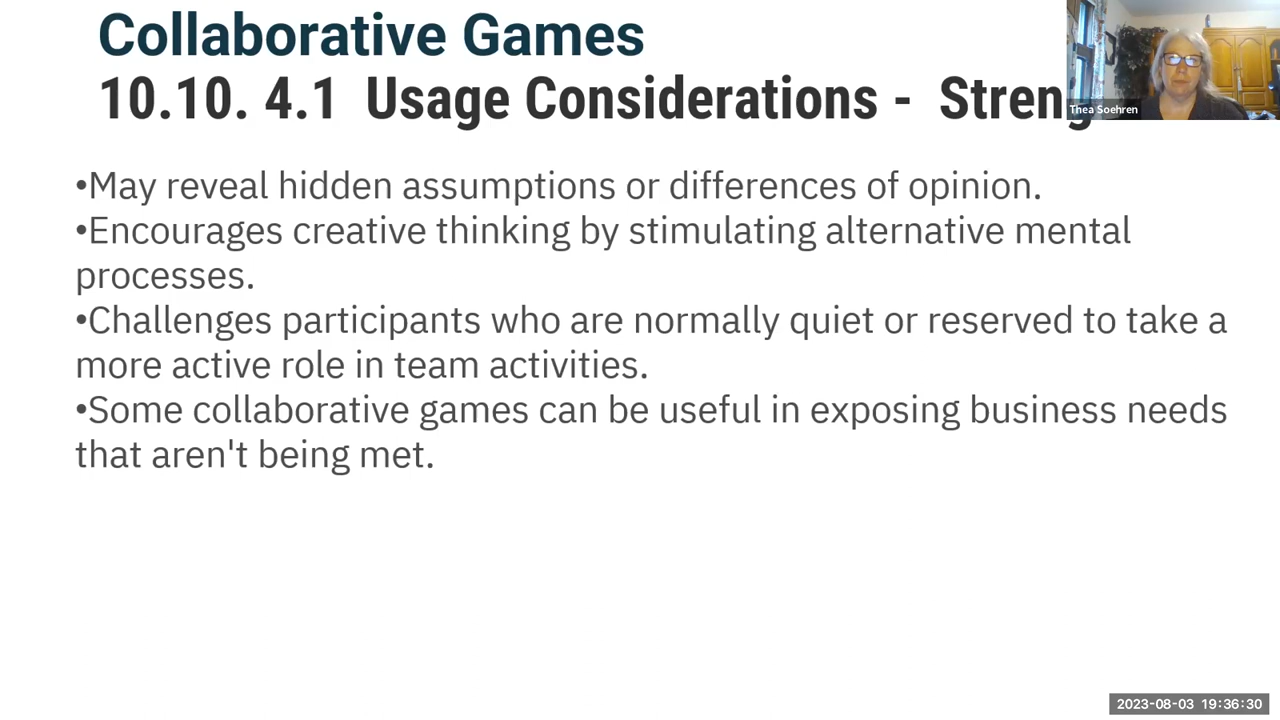 Collaborative Games
10.10. 4.1 Usage Considerations - Streng
Thea Soehren
•May reveal hidden assumptions or differences of opinion.
•Encourages creative thinking by stimulating alternative mental
processes.
•Challenges participants who are normally quiet or reserved to take a
more active role in team activities.
•Some collaborative games can be useful in exposing business needs
that aren't being met.
2023-08-03 19:36:30